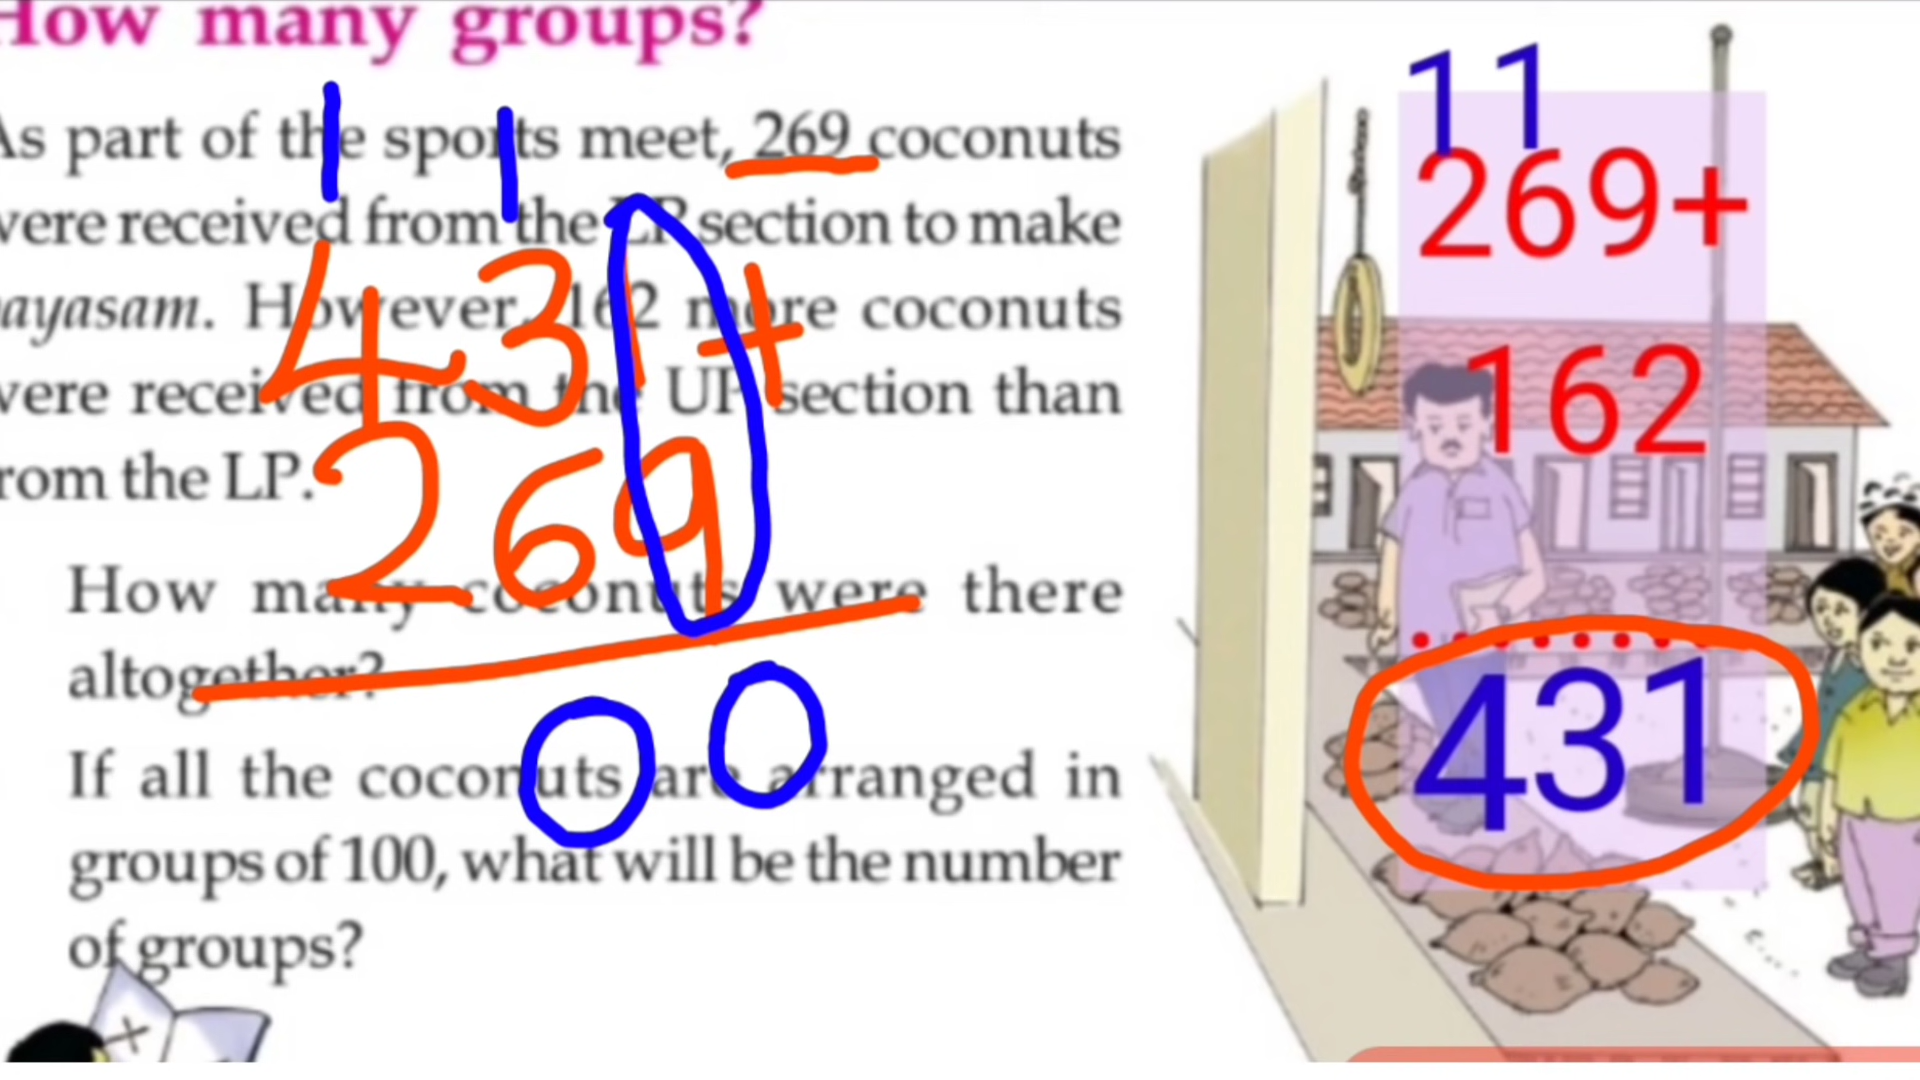 How many groups?
As part of the sports meet, 269 coconuts
were received from the LP section to make
payasam. However, 162 more coconuts
were received from the UP section than
from the LP.
How many coconuts were there
altogether?
If all the coconuts are arranged in
groups of 100, what will be the number
of groups?
1 1
431+
269
00
11
269+
162
431